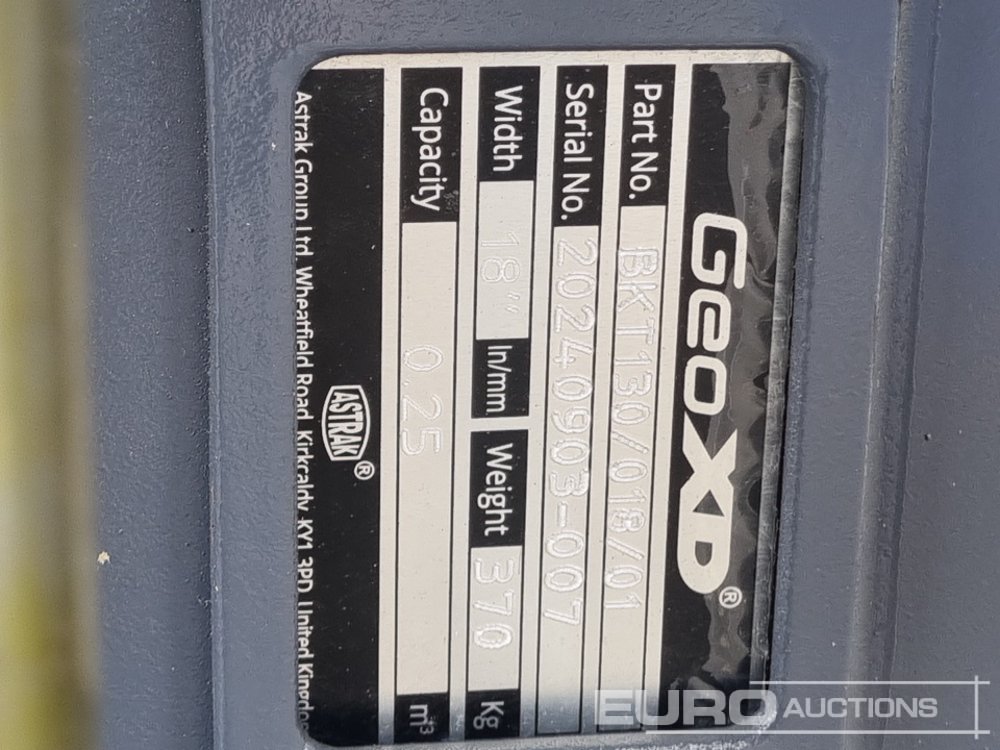 GeoXD®
Part No. BKT130/018/01
Serial No. 20240903-007
Width 18" In/mm Weight 370 Kg
Capacity 0.25 m³
ASTRAK®
Astrak Group Ltd, Wheatfield Road, Kirkcaldy, KY1 3PD, United Kingdom
EURO AUCTIONS